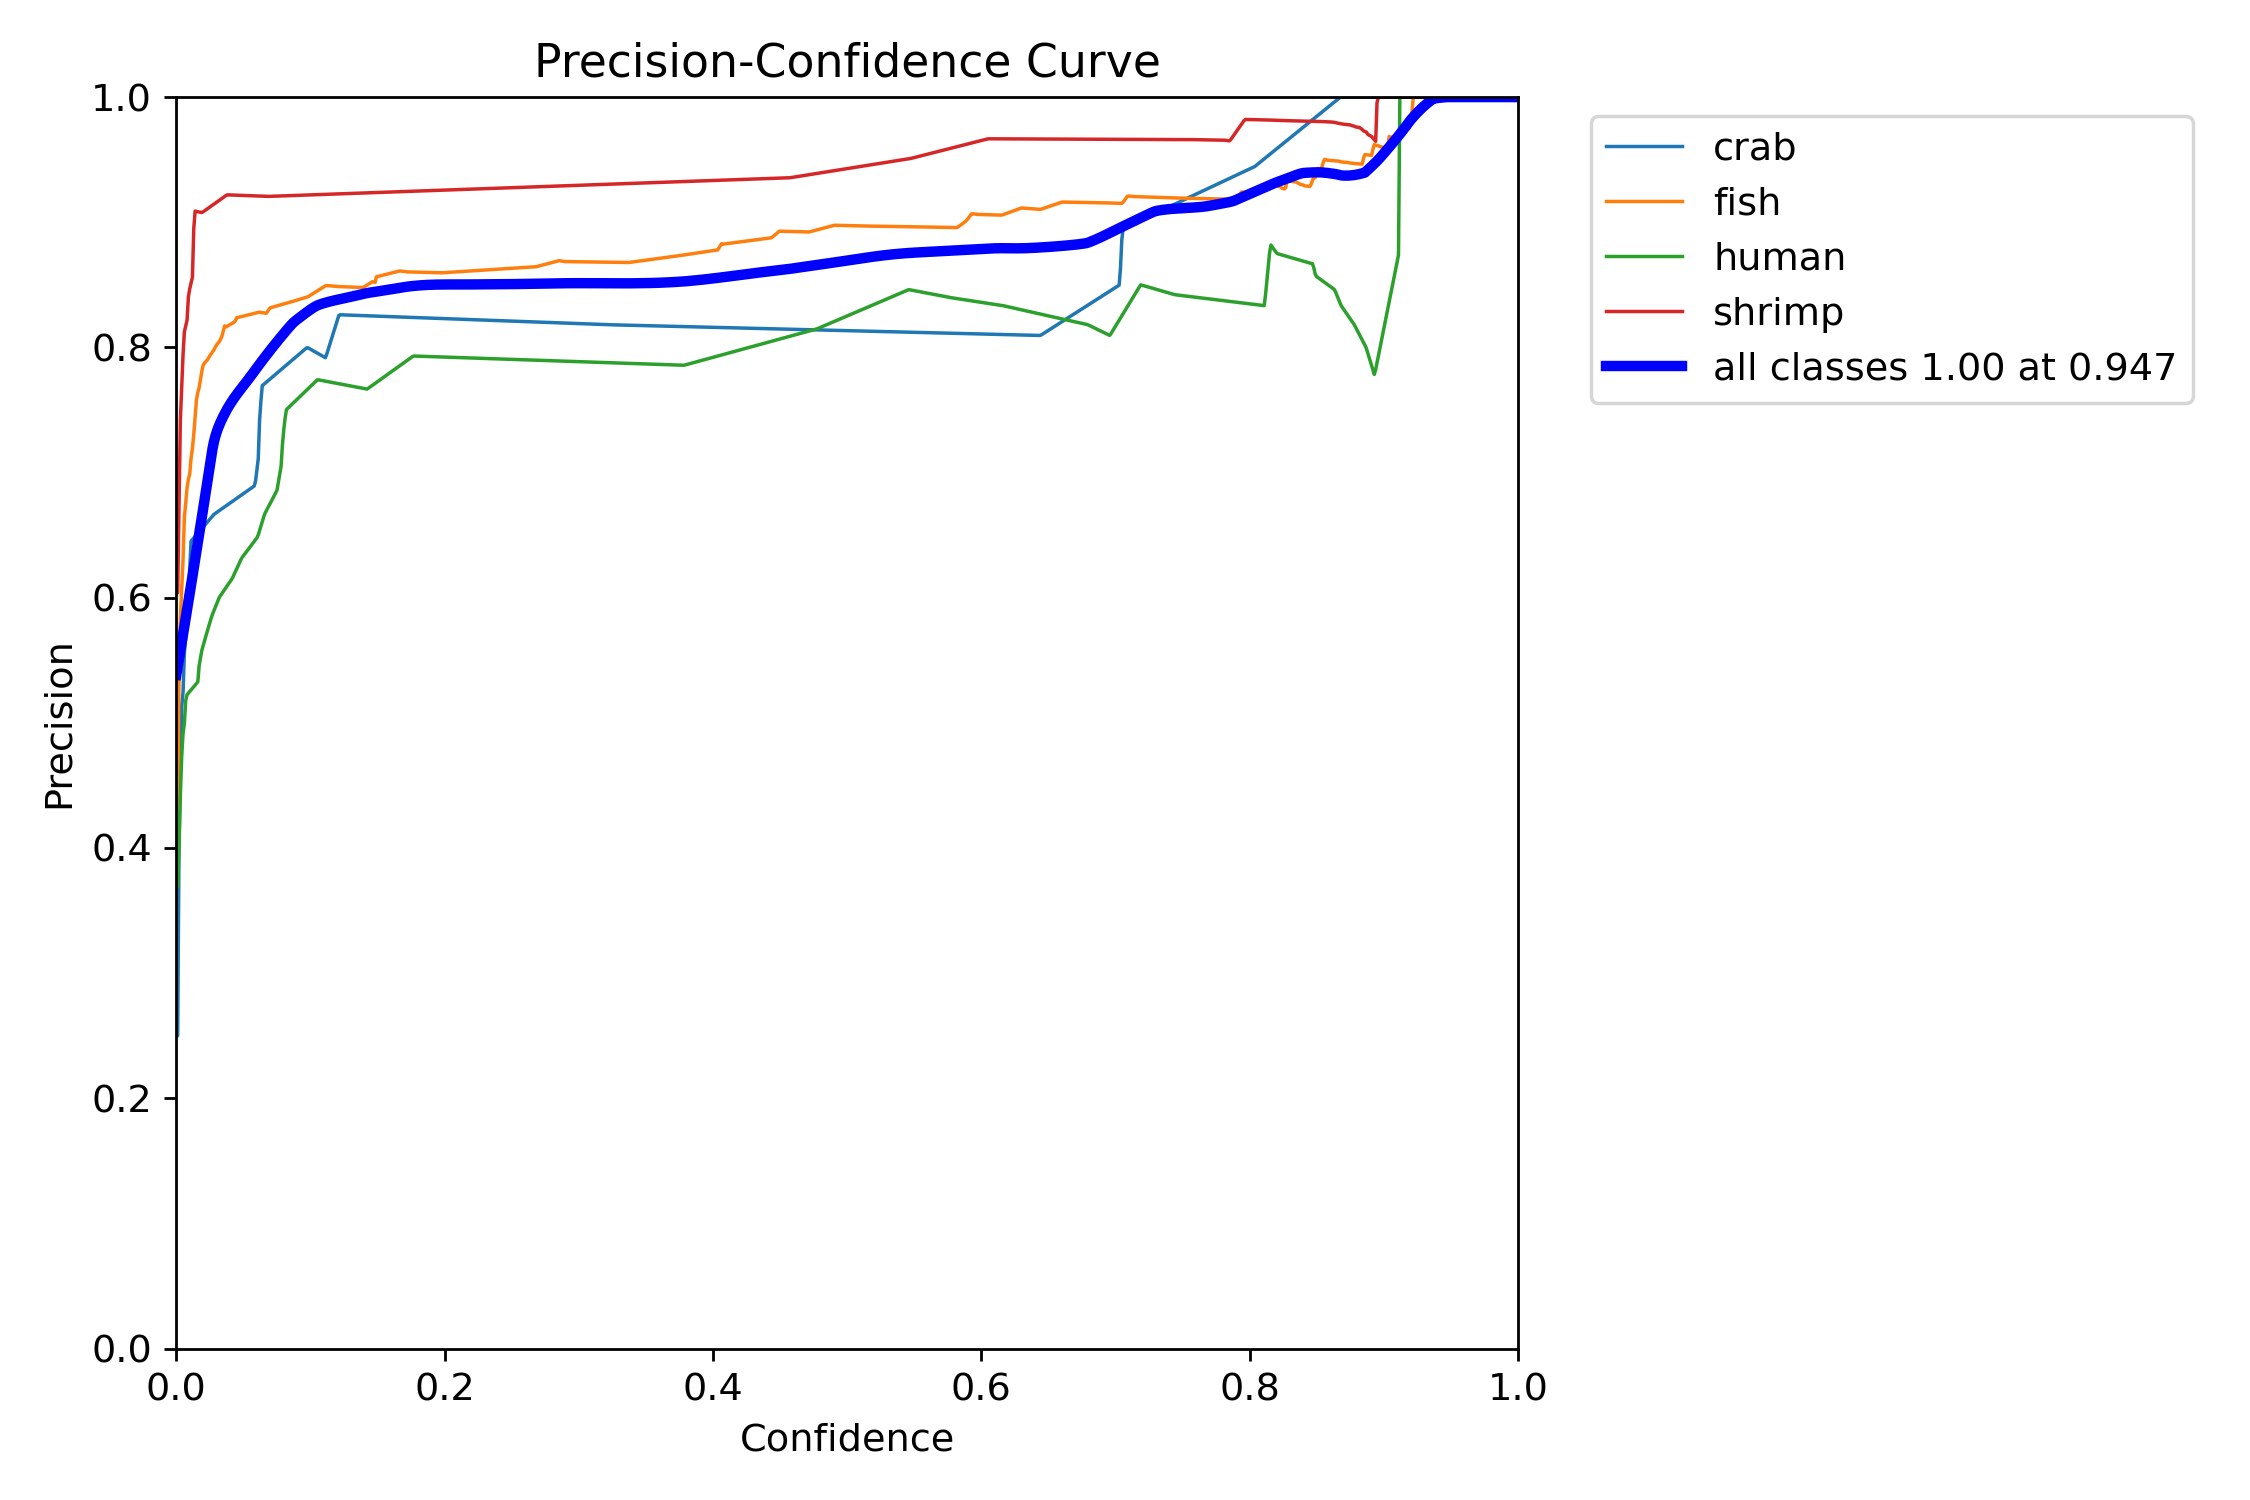 Precision-Confidence Curve
1.0
0.8
0.6
0.4
0.2
0.0
Precision
0.0 0.2 0.4 0.6 0.8 1.0
Confidence
crab
fish
human
shrimp
all classes 1.00 at 0.947